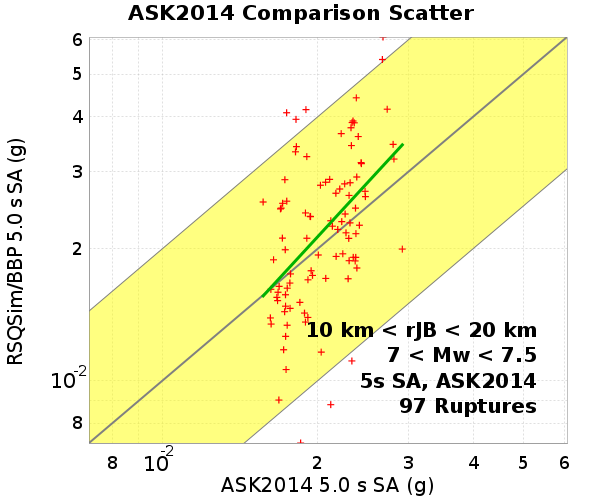 ASK2014 Comparison Scatter
RSQSim/BBP 5.0 s SA (g)
6
5
4
3
2
10-2
8
10 km < rJB < 20 km
7 < Mw < 7.5
5s SA, ASK2014
97 Ruptures
8 10-2 2 3 4 5 6
ASK2014 5.0 s SA (g)